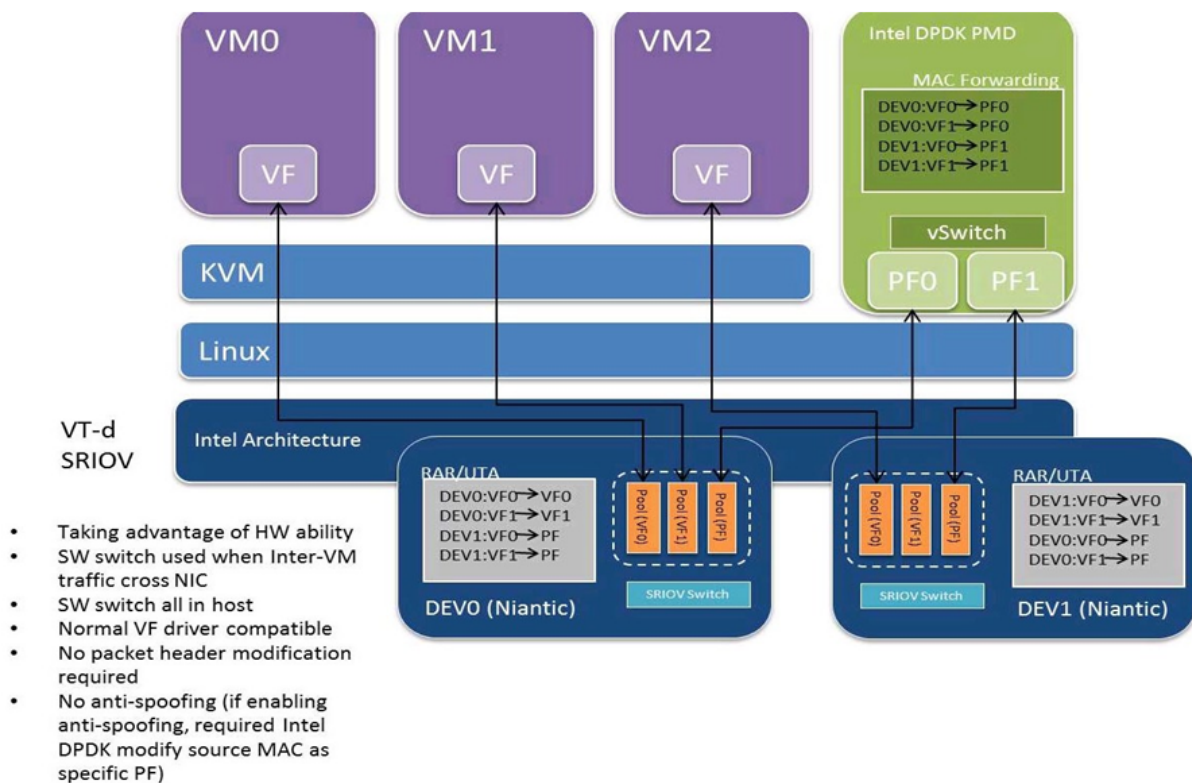 VM0
VM1
VM2
VF
VF
VF
Intel DPDK PMD
MAC Forwarding
DEV0:VF0→PF0
DEV0:VF1→PF0
DEV1:VF0→PF1
DEV1:VF1→PF1
vSwitch
PF0
PF1
KVM
Linux
VT-d
SRIOV
Intel Architecture
RAR/UTA
DEV0:VF0→VF0
DEV0:VF1→VF1
DEV1:VF0→PF
DEV1:VF1→PF
Pool (VF0)
Pool (VF1)
Pool (PF)
SRIOV Switch
DEV0 (Niantic)
Pool (VF0)
Pool (VF1)
Pool (PF)
SRIOV Switch
RAR/UTA
DEV1:VF0→VF0
DEV1:VF1→VF1
DEV0:VF0→PF
DEV0:VF1→PF
DEV1 (Niantic)
• Taking advantage of HW ability
• SW switch used when Inter-VM
traffic cross NIC
• SW switch all in host
• Normal VF driver compatible
• No packet header modification
required
• No anti-spoofing (if enabling
anti-spoofing, required Intel
DPDK modify source MAC as
specific PF)